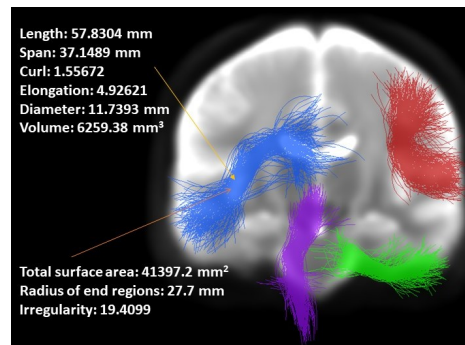 Length: 57.8304 mm
Span: 37.1489 mm
Curl: 1.55672
Elongation: 4.92621
Diameter: 11.7393 mm
Volume: 6259.38 mm³
Total surface area: 41397.2 mm²
Radius of end regions: 27.7 mm
Irregularity: 19.4099